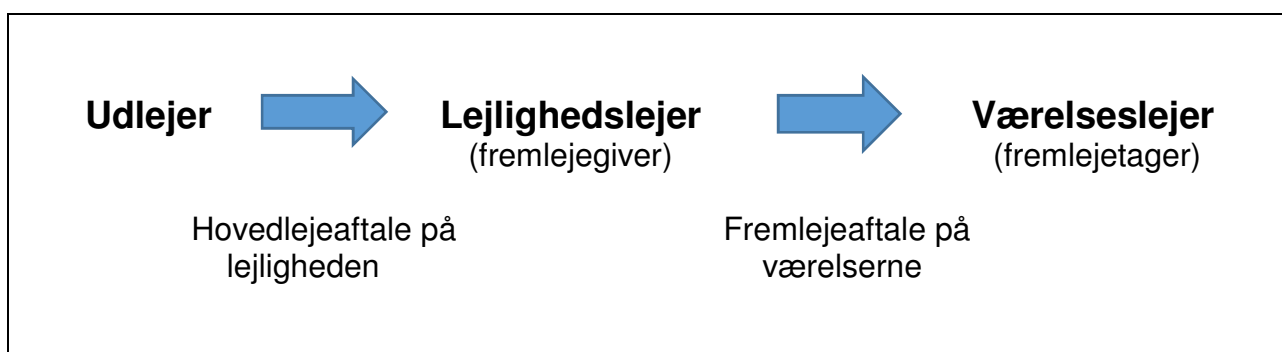 Udlejer
Lejlighedslejer
(fremlejegiver)
Værelseslejer
(fremlejetager)
Hovedlejeaftale på
lejligheden
Fremlejeaftale på
værelserne